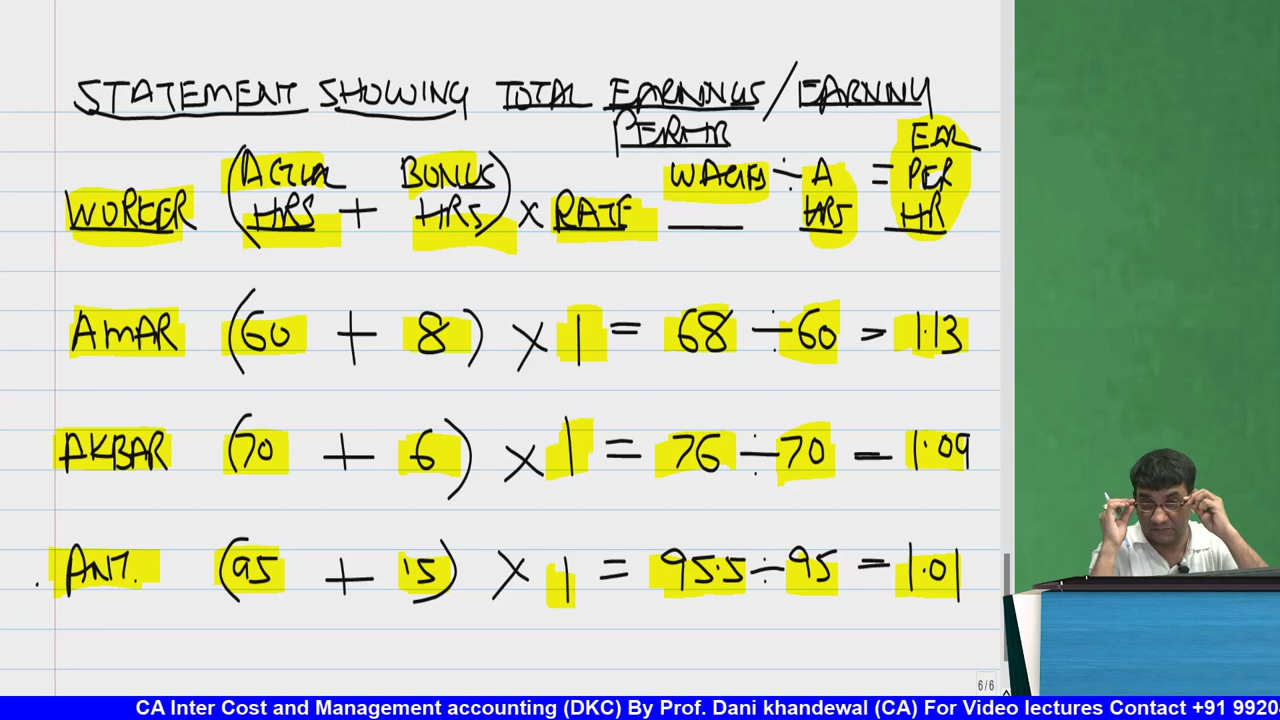 STATEMENT SHOWING TOTAL EARNINGS / EARNING
PER HR
WORKER (ACTUAL HRS + BONUS HRS) × RATE WAGES ÷ A HRS = EAR PER HR
AMAR (60 + 8) × 1 = 68 ÷ 60 = 1.13
AKBAR (70 + 6) × 1 = 76 ÷ 70 = 1.09
ANT. (95 + .5) × 1 = 95.5 ÷ 95 = 1.01
6/6
CA Inter Cost and Management accounting (DKC) By Prof. Dani khandewal (CA) For Video lectures Contact +91 9920